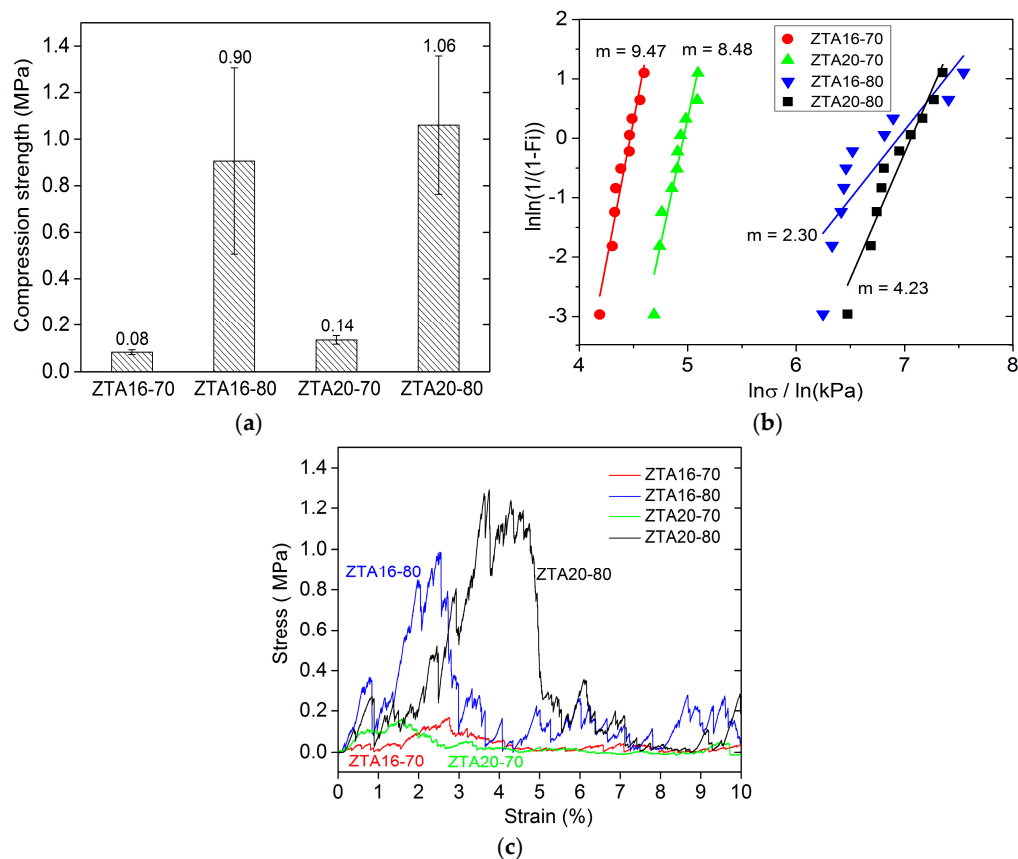 Compression strength (MPa)
1.4
1.2
1.0
0.8
0.6
0.4
0.2
0.0
0.08
0.90
0.14
1.06
ZTA16-70
ZTA16-80
ZTA20-70
ZTA20-80
(a)
lnln(1/(1-Fi))
2
1
0
-1
-2
-3
m = 9.47
m = 8.48
ZTA16-70
ZTA20-70
ZTA16-80
ZTA20-80
m = 2.30
m = 4.23
4
5
6
7
8
lnσ / ln(kPa)
(b)
Stress ( MPa)
1.4
1.2
1.0
0.8
0.6
0.4
0.2
0.0
ZTA16-70
ZTA16-80
ZTA20-70
ZTA20-80
ZTA16-80
ZTA20-80
ZTA16-70
ZTA20-70
0 1 2 3 4 5 6 7 8 9 10
Strain (%)
(c)